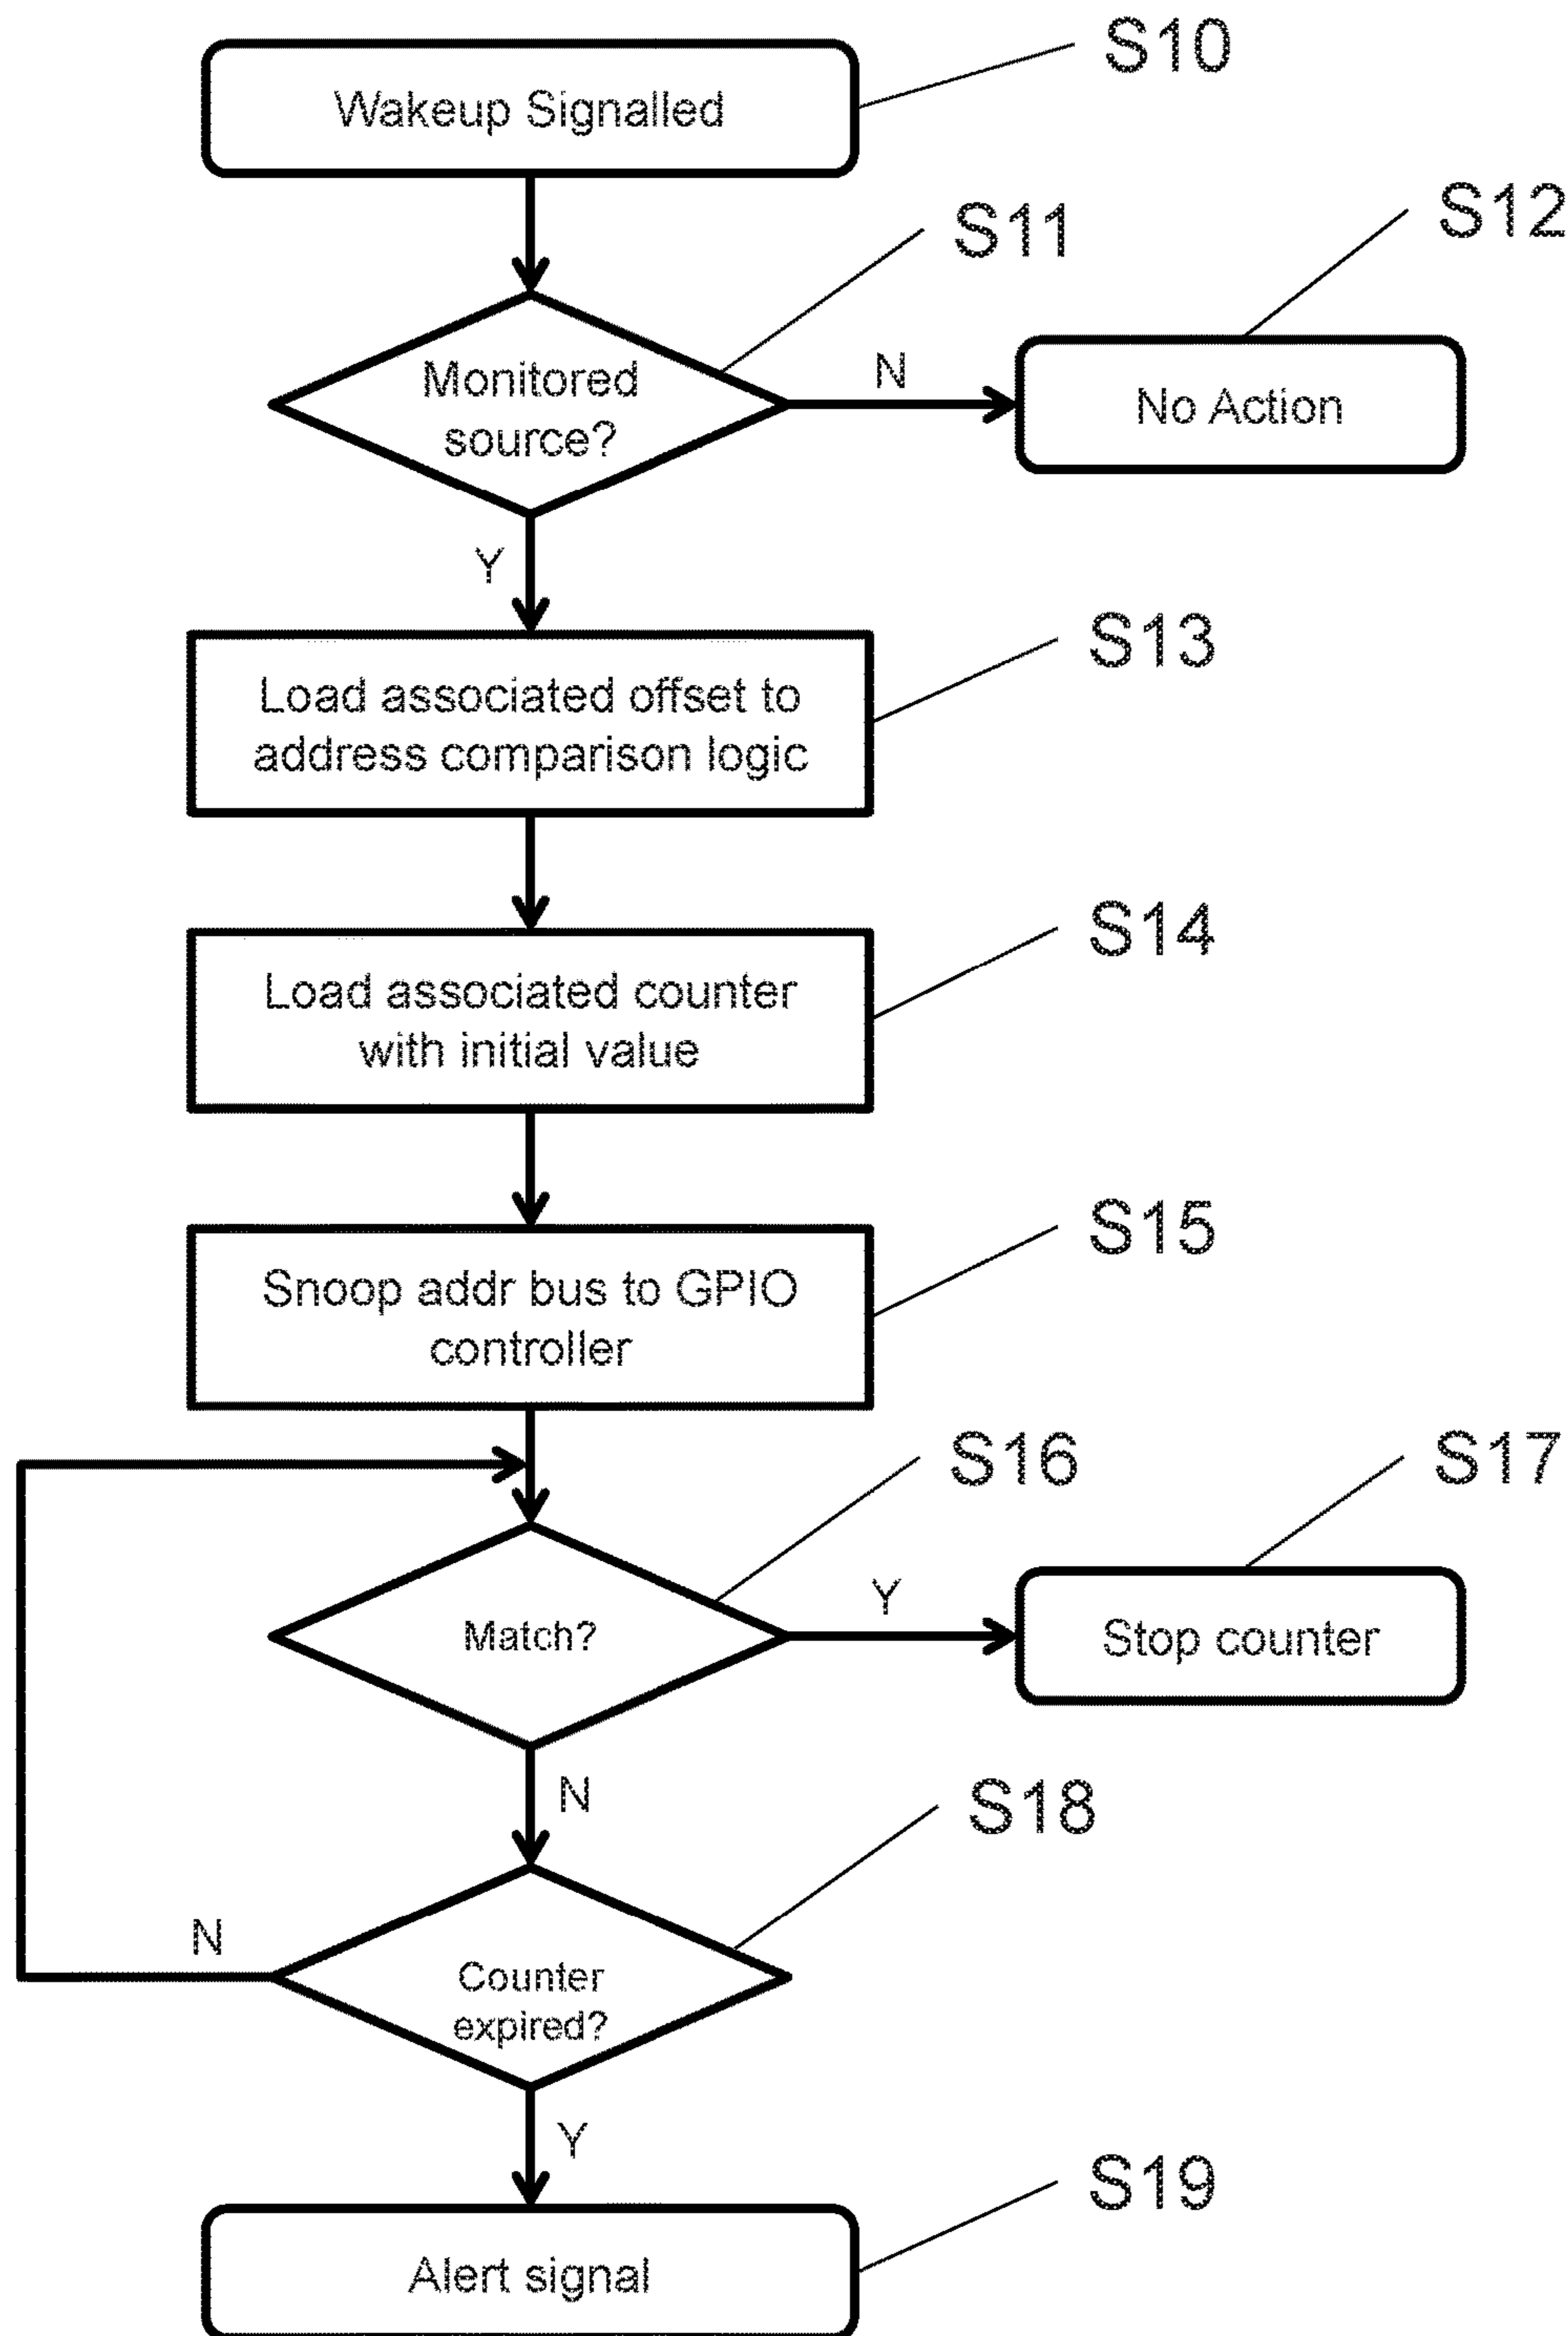 Wakeup Signalled
S10
S11
S12
Monitored
source?
N
No Action
Y
S13
Load associated offset to
address comparison logic
S14
Load associated counter
with initial value
S15
Snoop addr bus to GPIO
controller
S16
S17
Match?
Y
Stop counter
N
S18
N
Counter
expired?
Y
S19
Alert signal